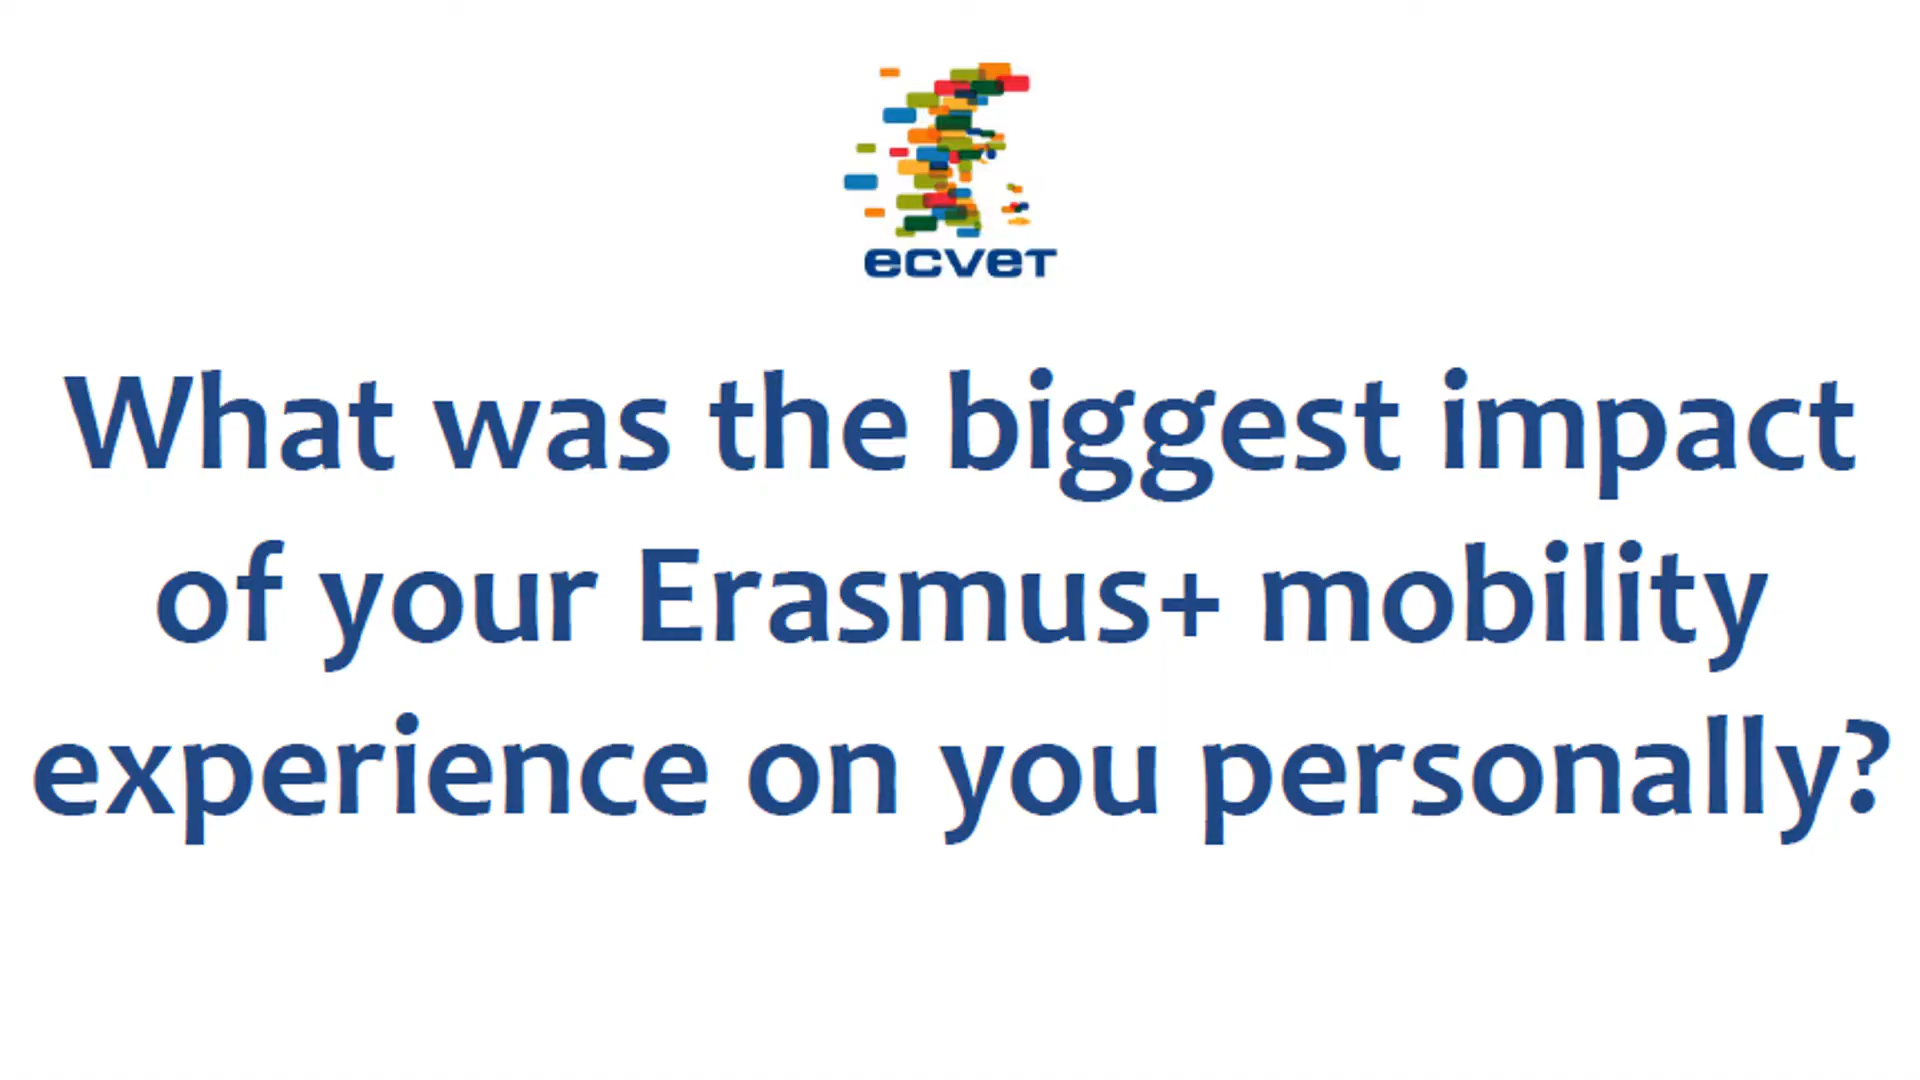 ecvet
What was the biggest impact
of your Erasmus+ mobility
experience on you personally?